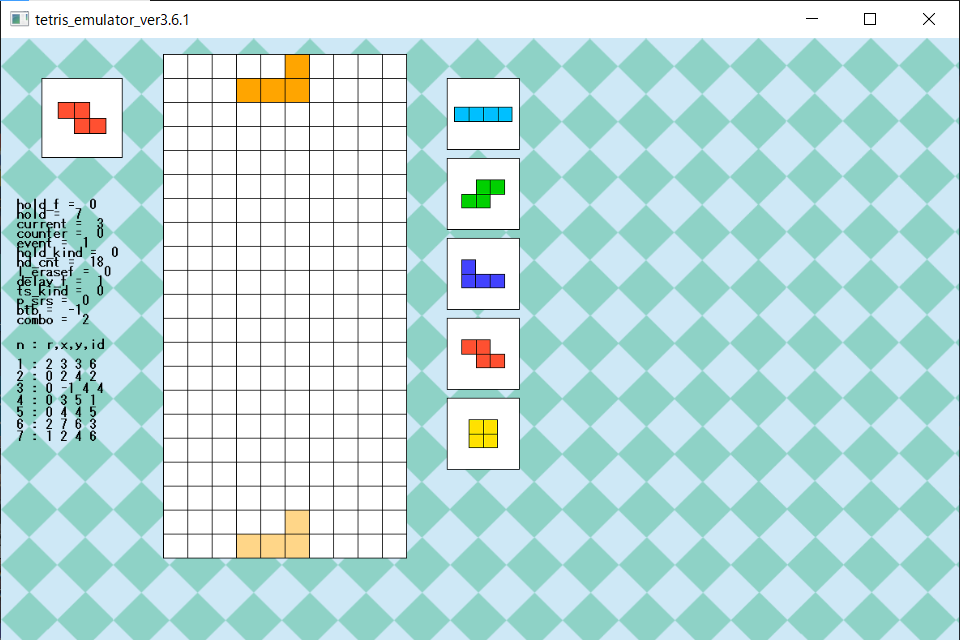 tetris_emulator_ver3.6.1
hold_f =  0
hold =  7
current =  3
counter =  0
event =  1
hold_kind =  0
nd_cnt =  18
l_erasef =  0
delay_f =  1
ts_kind =  0
p_srs =  0
btb =  -1
combo =  2
n : r,x,y,id
1 : 2 3 3 6
2 : 0 2 4 2
3 : 0 -1 4 4
4 : 0 3 5 1
5 : 0 4 4 5
6 : 2 7 6 3
7 : 1 2 4 6